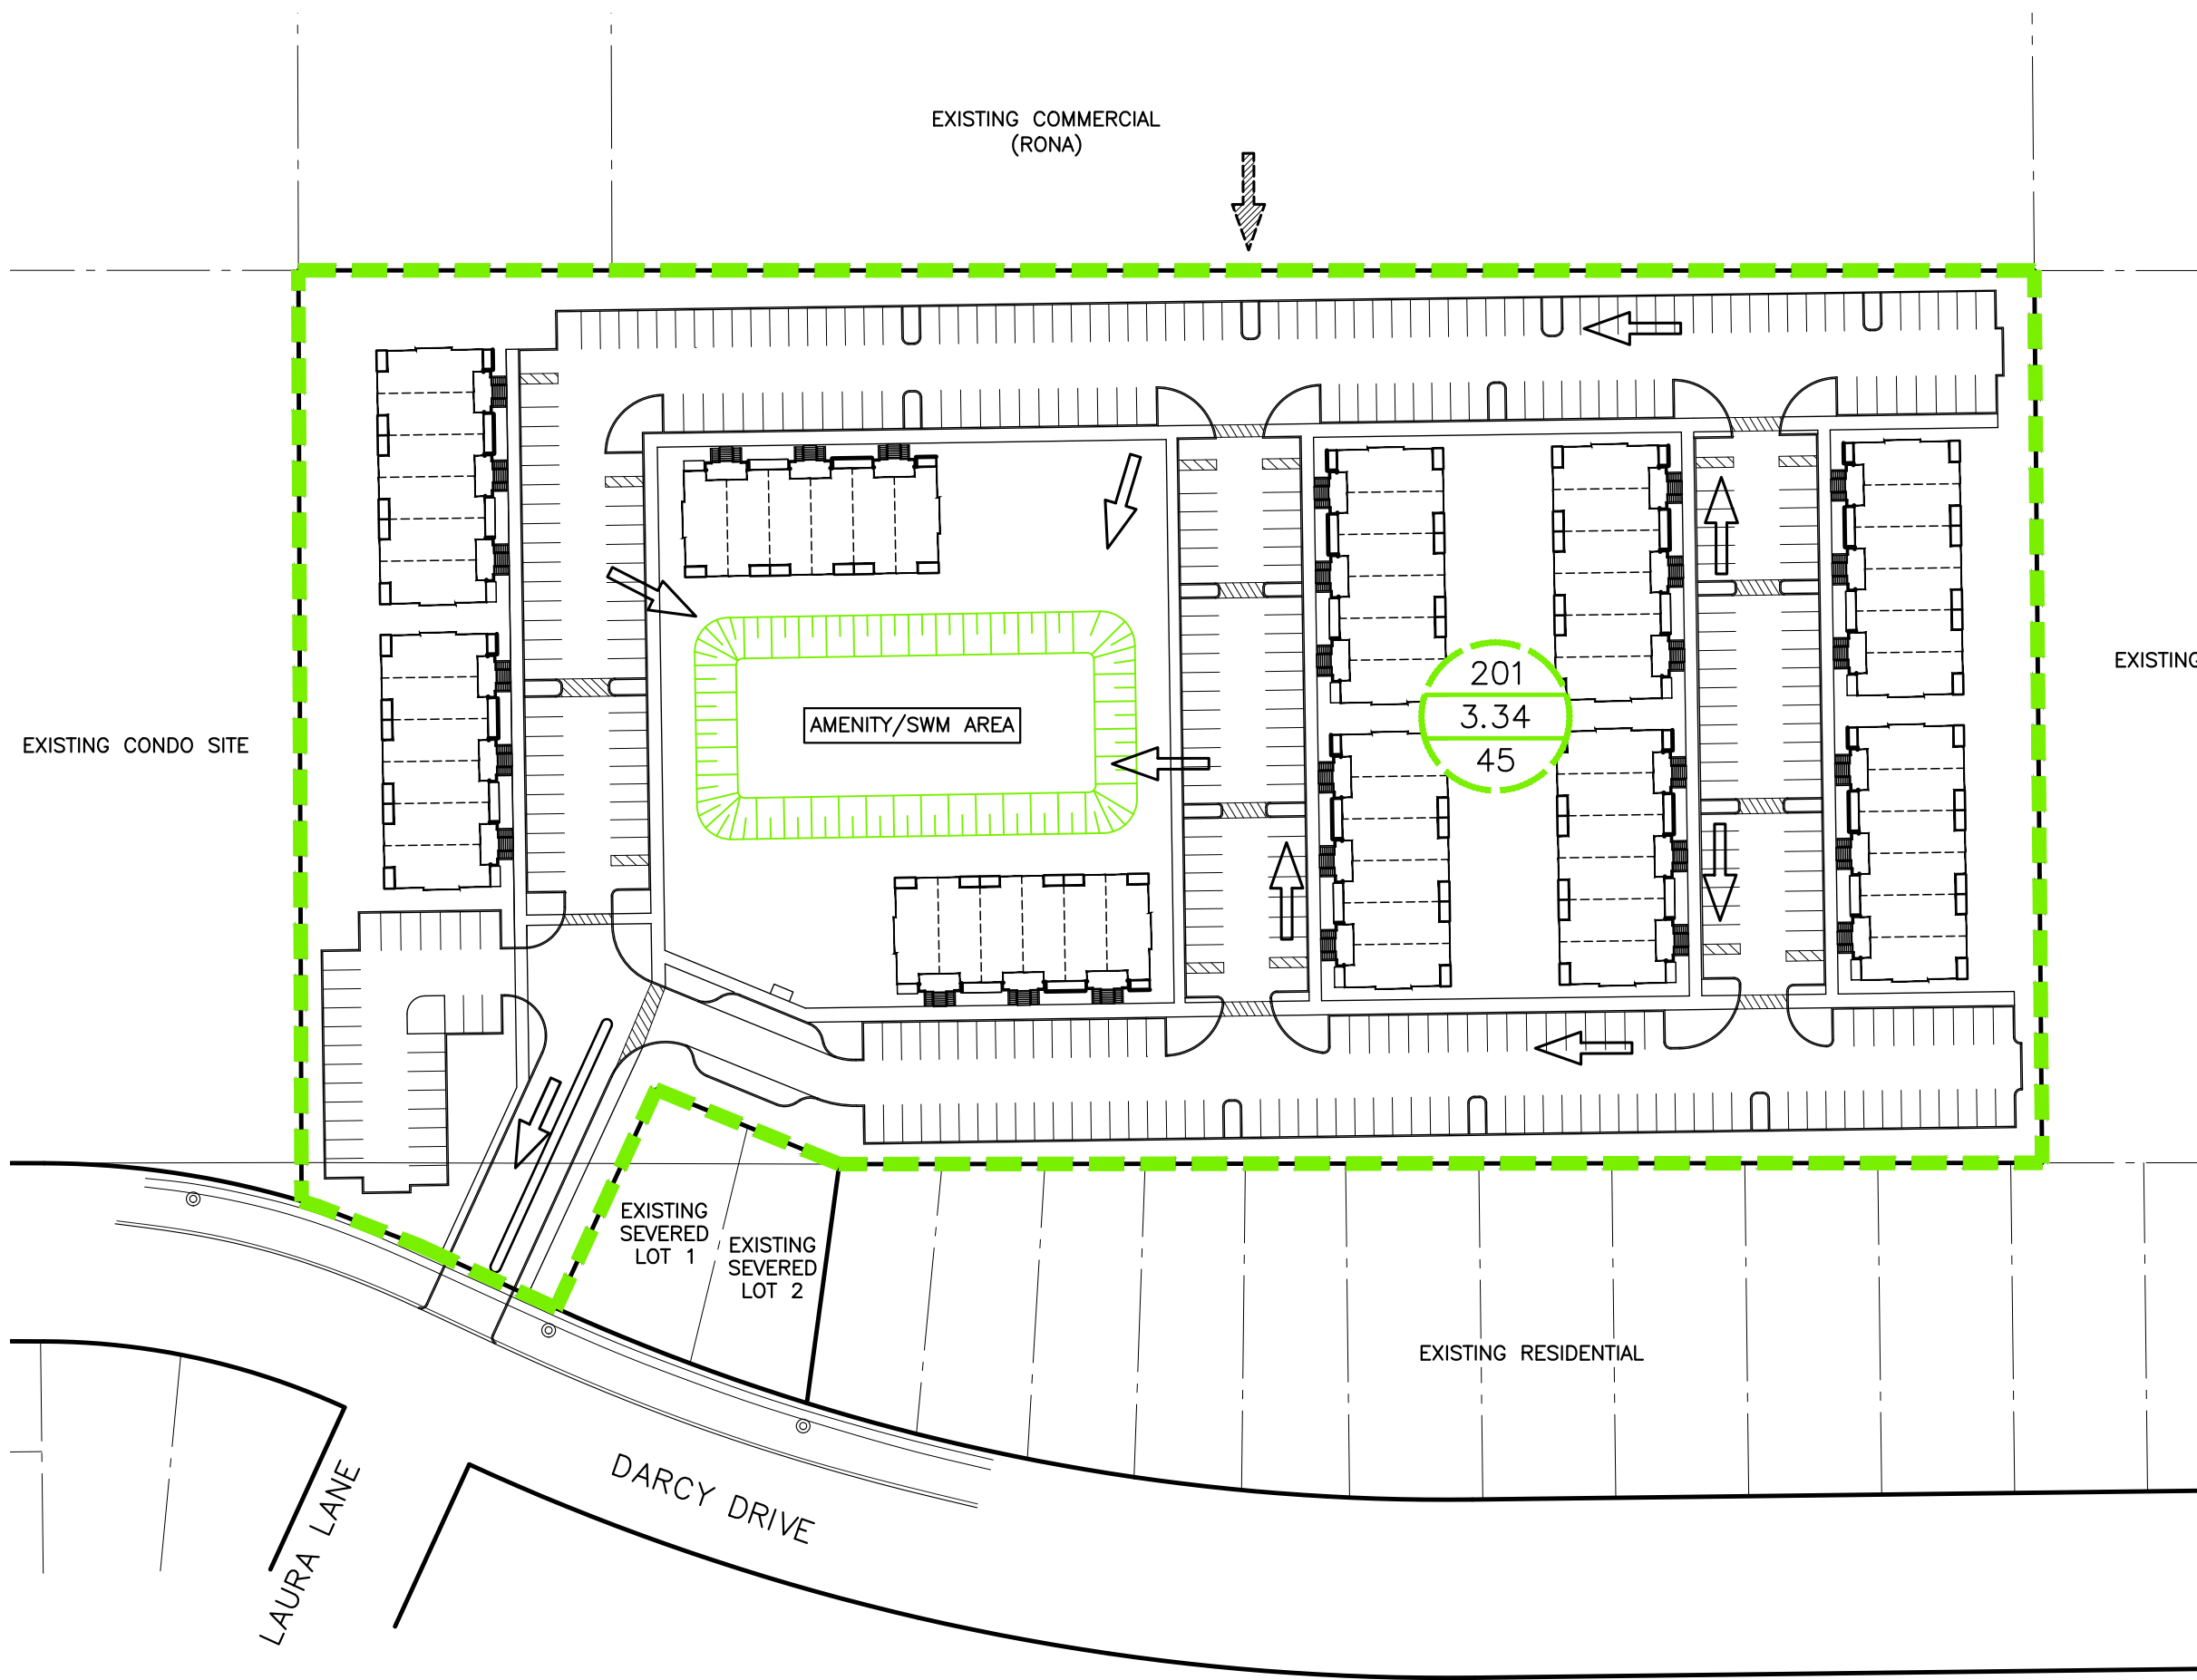 EXISTING COMMERCIAL
(RONA)
EXISTING
201
3.34
45
AMENITY/SWM AREA
EXISTING CONDO SITE
EXISTING
SEVERED
LOT 1
EXISTING
SEVERED
LOT 2
EXISTING RESIDENTIAL
DARCY DRIVE
LAURA LANE